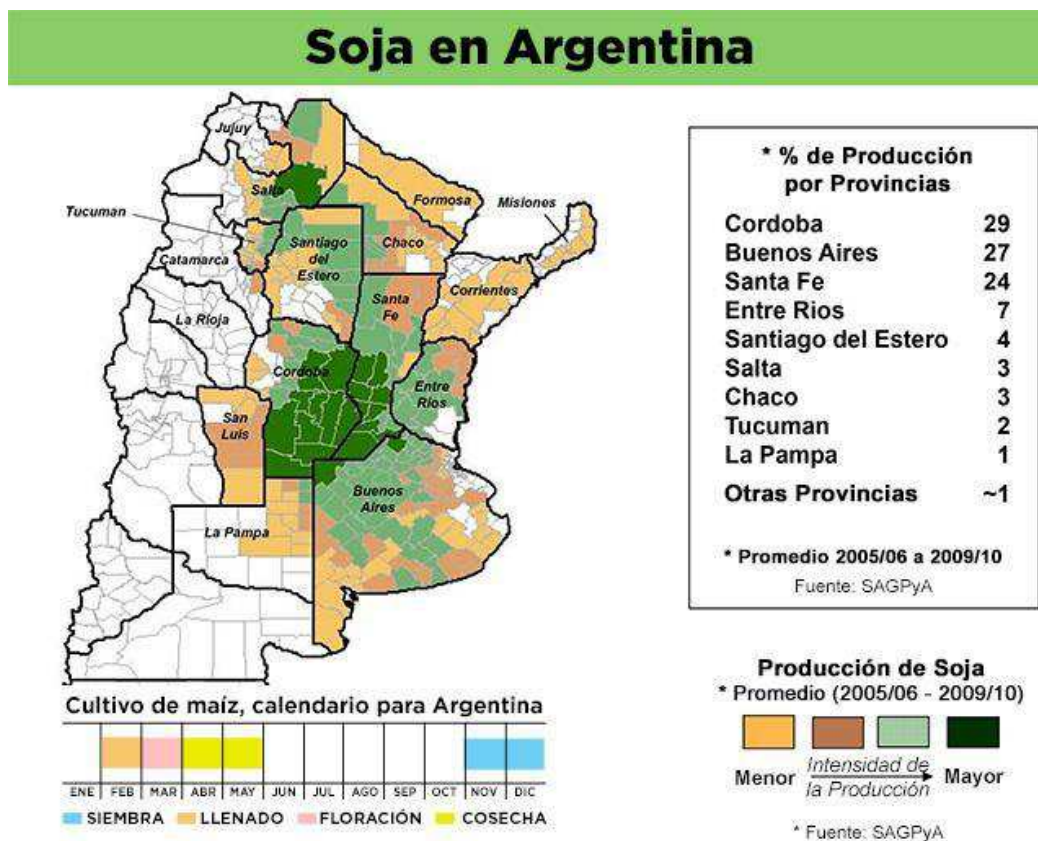 Soja en Argentina
Jujuy
Salta
Tucuman
Catamarca
Santiago
del
Estero
Formosa
Misiones
Chaco
Corrientes
Santa
Fe
La Rioja
Cordoba
Entre
Rios
San
Luis
Buenos
Aires
La Pampa
* % de Producción
por Provincias
Cordoba 29
Buenos Aires 27
Santa Fe 24
Entre Rios 7
Santiago del Estero 4
Salta 3
Chaco 3
Tucuman 2
La Pampa 1
Otras Provincias ~1
* Promedio 2005/06 a 2009/10
Fuente: SAGPyA
Producción de Soja
* Promedio (2005/06 - 2009/10)
Menor Intensidad de la Producción Mayor
* Fuente: SAGPyA
Cultivo de maíz, calendario para Argentina
ENE FEB MAR ABR MAY JUN JUL AGO SEP OCT NOV DIC
SIEMBRA LLENADO FLORACIÓN COSECHA